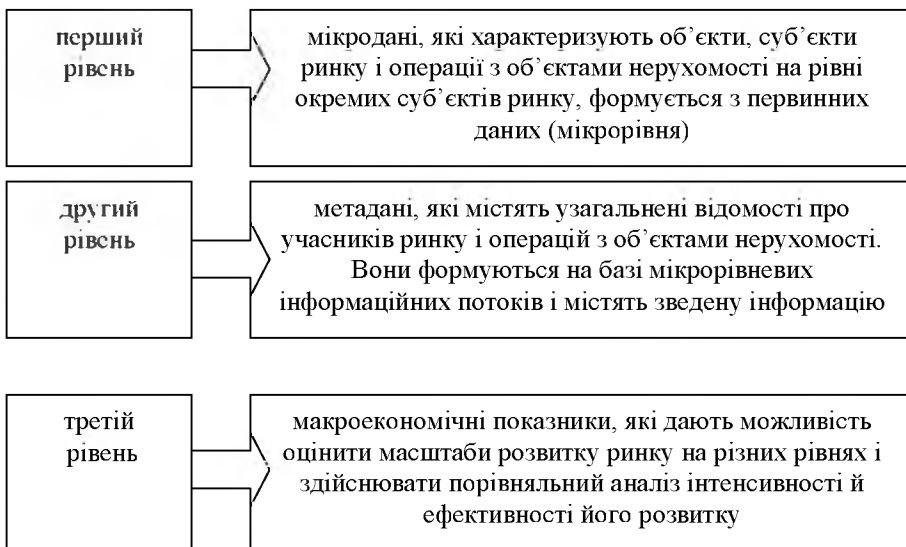 перший
рівень
мікродані, які характеризують об’єкти, суб’єкти
ринку і операції з об’єктами нерухомості на рівні
окремих суб’єктів ринку, формується з первинних
даних (мікрорівня)
другий
рівень
метадані, які містять узагальнені відомості про
учасників ринку і операцій з об’єктами нерухомості.
Вони формуються на базі мікрорівневих
інформаційних потоків і містять зведену інформацію
третій
рівень
макроекономічні показники, які дають можливість
оцінити масштаби розвитку ринку на різних рівнях і
здійснювати порівняльний аналіз інтенсивності й
ефективності його розвитку